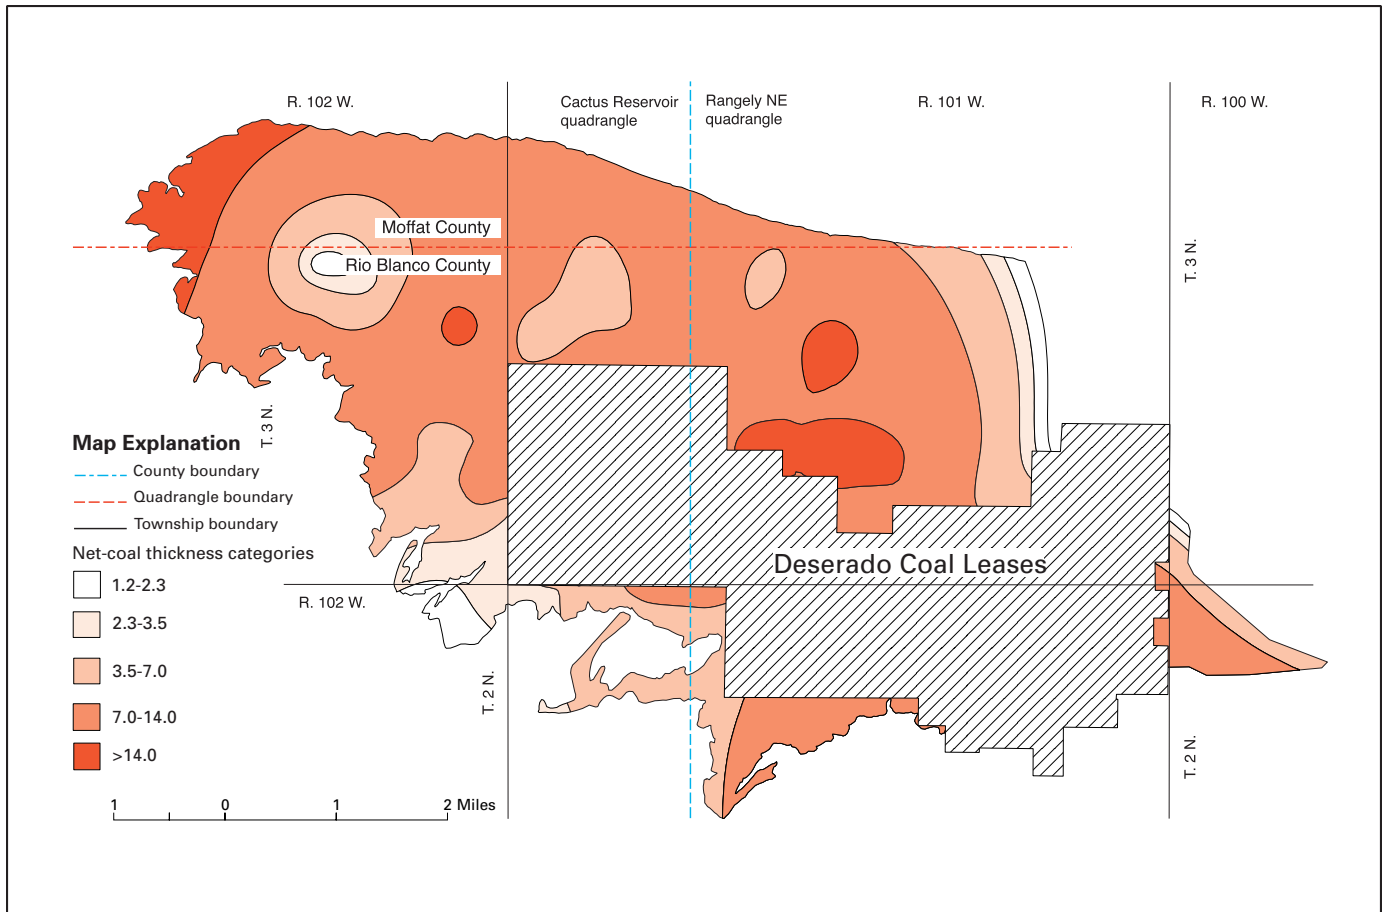 R. 102 W.
Cactus Reservoir
quadrangle
Rangely NE
quadrangle
R. 101 W.
R. 100 W.
Moffat County
Rio Blanco County
T. 3 N.
T. 3 N.
Map Explanation
County boundary
Quadrangle boundary
Township boundary
Net-coal thickness categories
1.2-2.3
2.3-3.5
3.5-7.0
7.0-14.0
>14.0
Deserado Coal Leases
R. 102 W.
T. 2 N.
T. 2 N.
1 0 1 2 Miles